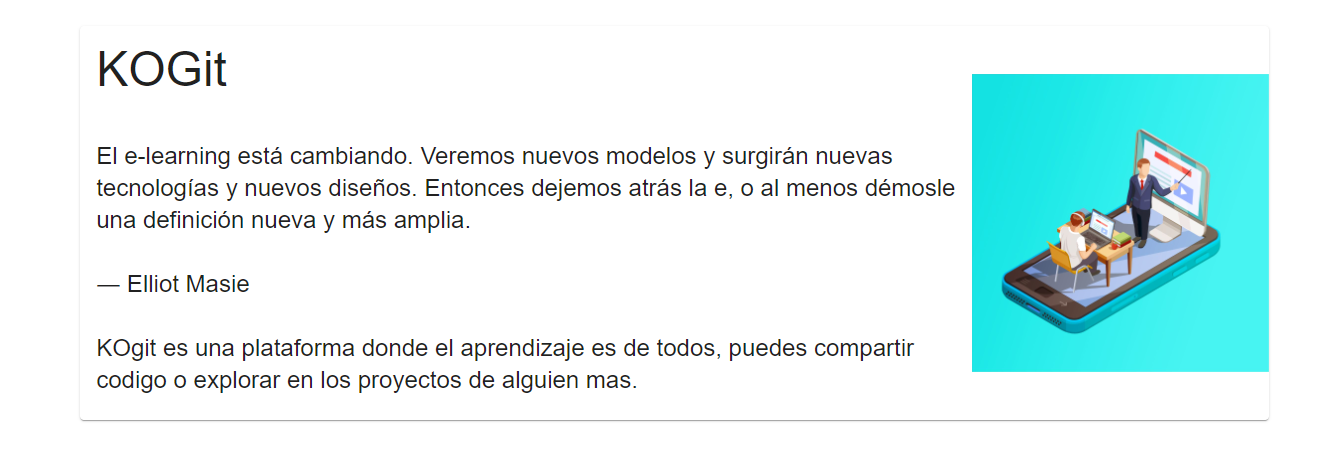 KOGit
El e-learning está cambiando. Veremos nuevos modelos y surgirán nuevas
tecnologías y nuevos diseños. Entonces dejemos atrás la e, o al menos démosle
una definición nueva y más amplia.
— Elliot Masie
KOgit es una plataforma donde el aprendizaje es de todos, puedes compartir
codigo o explorar en los proyectos de alguien mas.